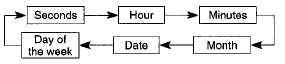 Seconds
Hour
Minutes
Month
Date
Day of
the week